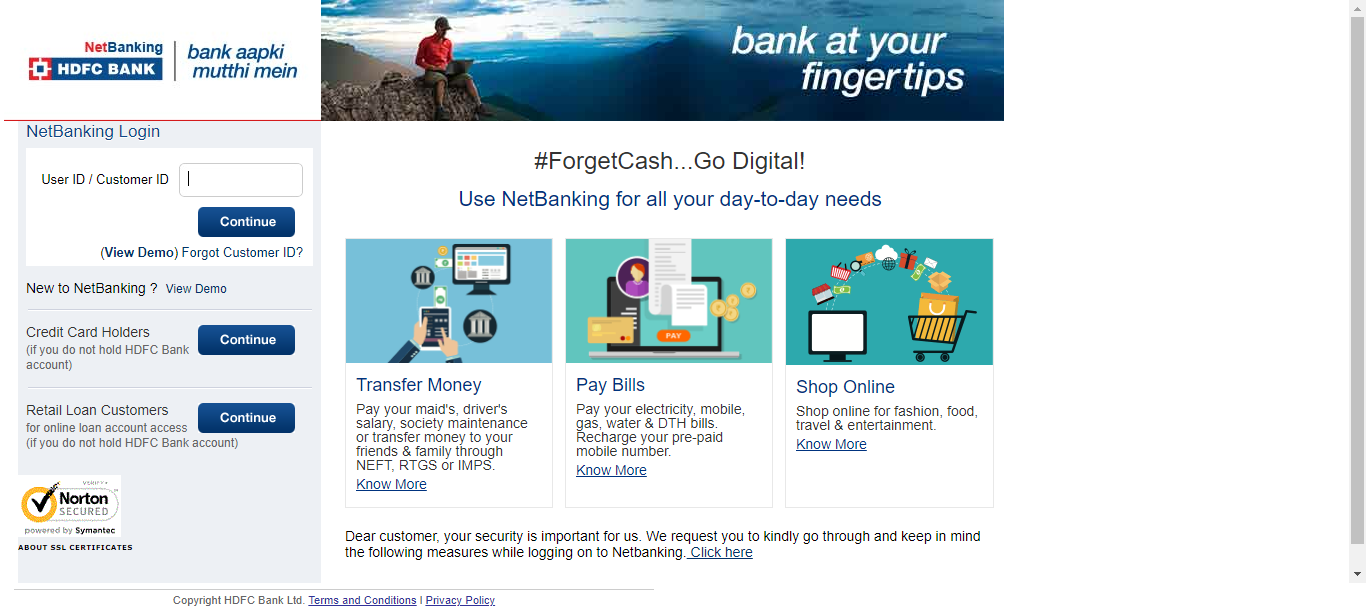 NetBanking
HDFC BANK
bank aapki
mutthi mein
bank at your
fingertips
NetBanking Login
User ID / Customer ID
Continue
(View Demo) Forgot Customer ID?
New to NetBanking ? View Demo
Credit Card Holders
(if you do not hold HDFC Bank
account)
Continue
Retail Loan Customers
for online loan account access
(if you do not hold HDFC Bank account)
Continue
VERIFY
Norton
SECURED
powered by Symantec
ABOUT SSL CERTIFICATES
#ForgetCash...Go Digital!
Use NetBanking for all your day-to-day needs
Transfer Money
Pay your maid's, driver's
salary, society maintenance
or transfer money to your
friends & family through
NEFT, RTGS or IMPS.
Know More
PAY
Pay Bills
Pay your electricity, mobile,
gas, water & DTH bills.
Recharge your pre-paid
mobile number.
Know More
Shop Online
Shop online for fashion, food,
travel & entertainment.
Know More
Dear customer, your security is important for us. We request you to kindly go through and keep in mind
the following measures while logging on to Netbanking. Click here
Copyright HDFC Bank Ltd. Terms and Conditions I Privacy Policy